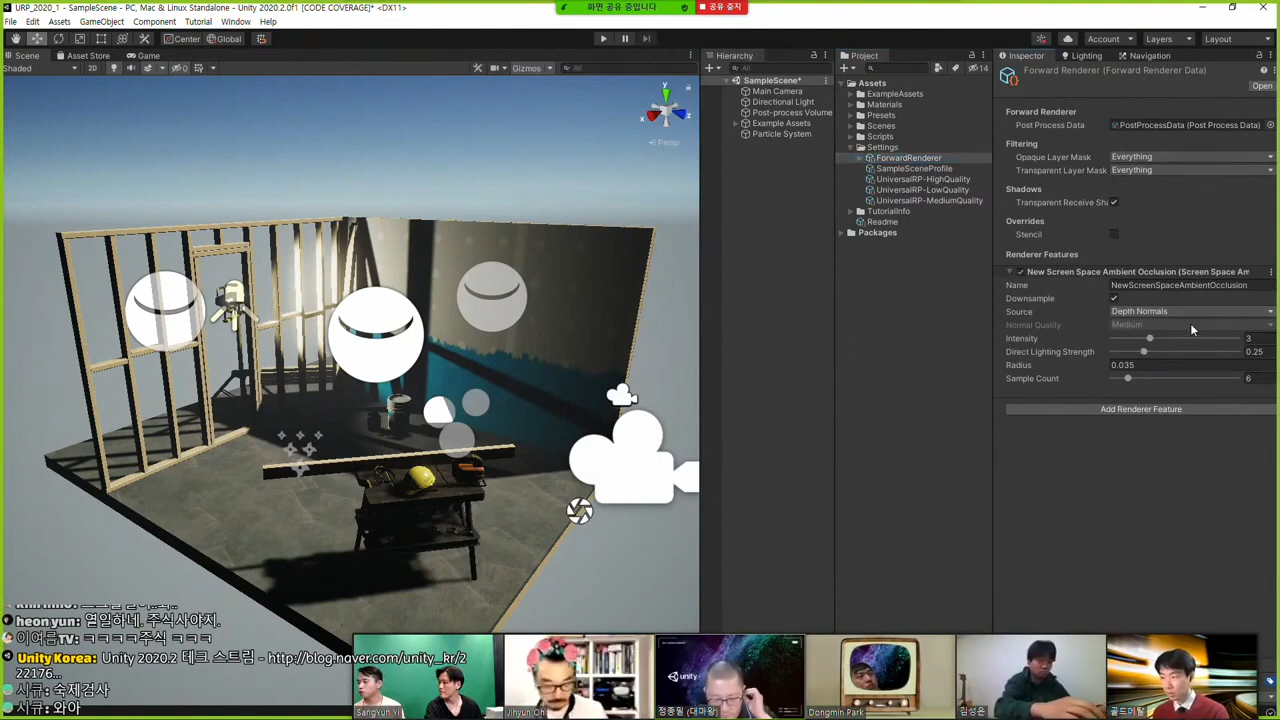 URP_2020_1 - SampleScene - PC, Mac & Linux Standalone - Unity 2020.2.0f1 [CODE COVERAGE]* <DX11>
화면 공유 중입니다
공유 중지
File Edit Assets GameObject Component Tutorial Window Help
Center Global
Account Layers Layout
Scene Asset Store Game
Shaded 2D 0 Gizmos All
y
x
z
Persp
Hierarchy
All
SampleScene*
Main Camera
Directional Light
Post-process Volume
Example Assets
Particle System
Project
14
Assets
ExampleAssets
Materials
Presets
Scenes
Scripts
Settings
ForwardRenderer
SampleSceneProfile
UniversalRP-HighQuality
UniversalRP-LowQuality
UniversalRP-MediumQuality
TutorialInfo
Readme
Packages
Inspector Lighting Navigation
Forward Renderer (Forward Renderer Data)
Open
Forward Renderer
Post Process Data PostProcessData (Post Process Data)
Filtering
Opaque Layer Mask Everything
Transparent Layer Mask Everything
Shadows
Transparent Receive Sha
Overrides
Stencil
Renderer Features
New Screen Space Ambient Occlusion (Screen Space Am
Name NewScreenSpaceAmbientOcclusion
Downsample
Source Depth Normals
Normal Quality Medium
Intensity 3
Direct Lighting Strength 0.25
Radius 0.035
Sample Count 6
Add Renderer Feature
heon yun: 열일하네. 주식사야지.
이여름TV: ㅋㅋㅋㅋ주식 ㅋㅋㅋ
Unity Korea: Unity 2020.2 테크 스트림 - http://blog.naver.com/unity_kr/2
22176...
시큐: 숙제검사
시큐: 와아
unity
SangYun Yi
Jihyun Oh
정종필 (대마왕)
Dongmin Park
김성은
골드메탈